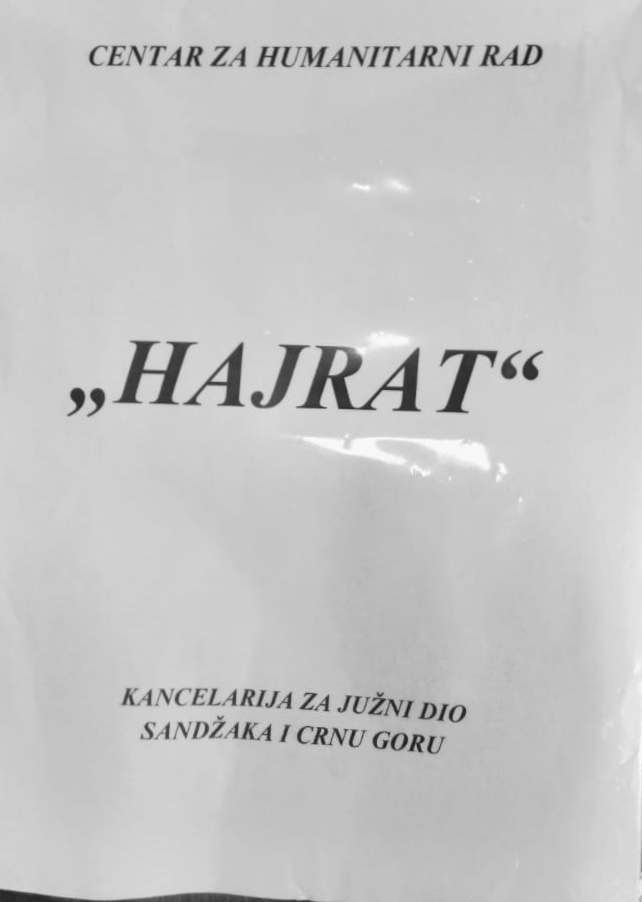 CENTAR ZA HUMANITARNI RAD
„HAJRAT“
KANCELARIJA ZA JUŽNI DIO
SANDŽAKA I CRNU GORU